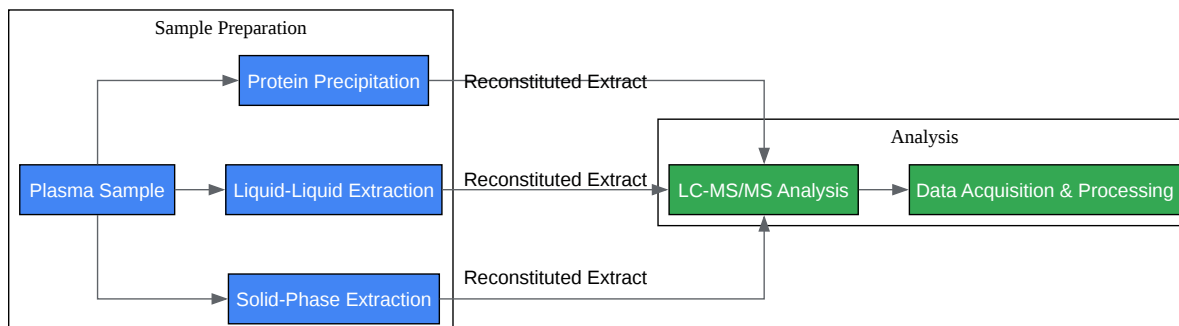 Sample Preparation
Protein Precipitation
Reconstituted Extract
Analysis
Plasma Sample
Liquid-Liquid Extraction
Reconstituted Extract
LC-MS/MS Analysis
Data Acquisition & Processing
Solid-Phase Extraction
Reconstituted Extract